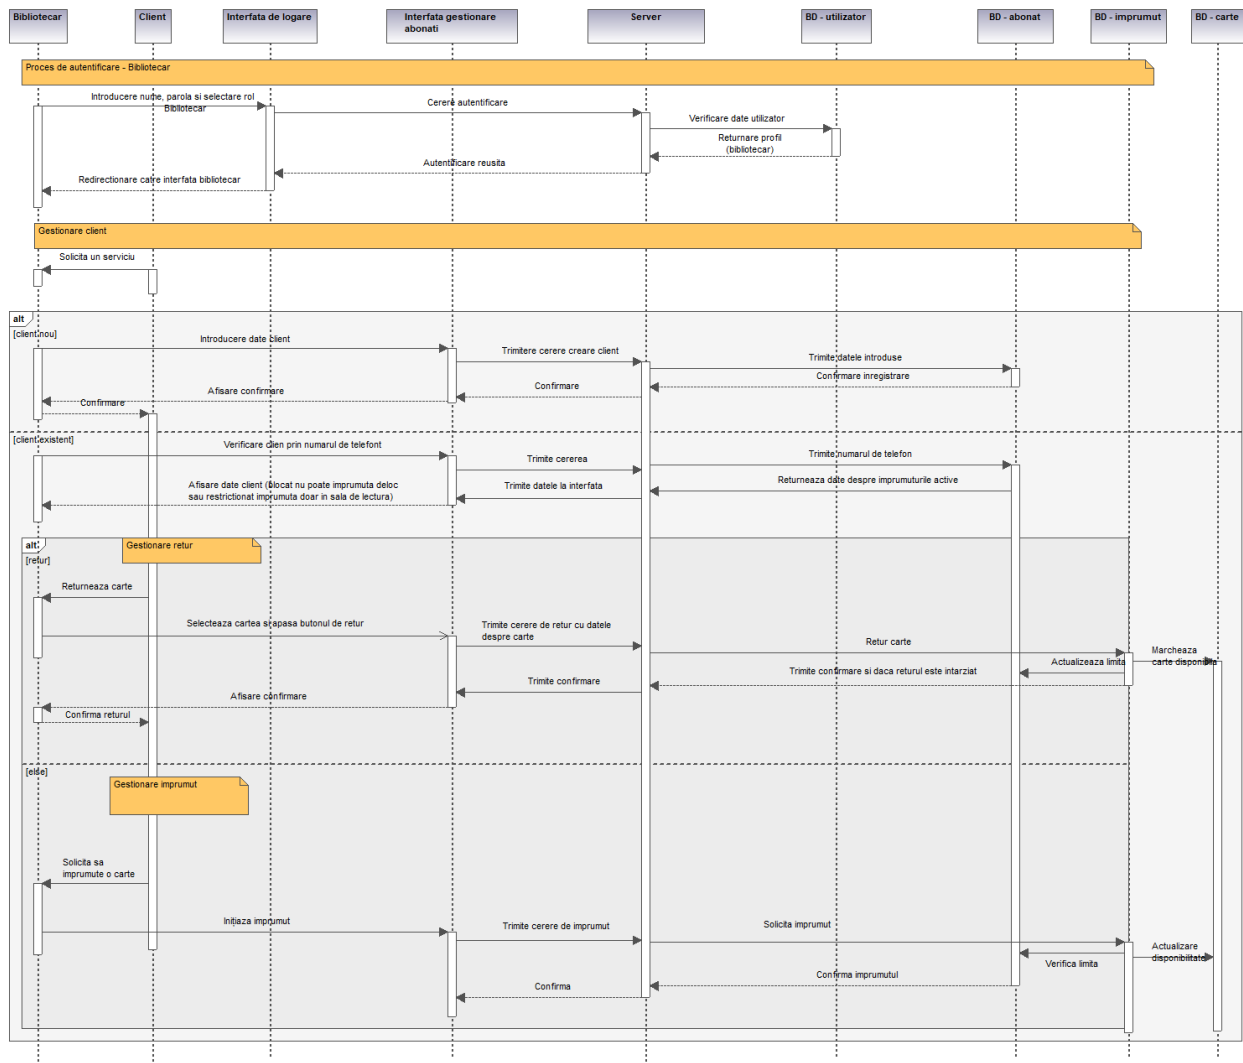 Bibliotecar
Client
Interfata de logare
Interfata gestionare
abonati
Server
BD - utilizator
BD - abonat
BD - imprumut
BD - carte
Proces de autentificare - Bibliotecar
Introducere nume, parola si selectare rol
Bibliotecar
Cerere autentificare
Verificare date utilizator
Returnare profil
(bibliotecar)
Autentificare reusita
Redirectionare catre interfata bibliotecar
Gestionare client
Solicita un serviciu
alt
[client nou]
Introducere date client
Trimitere cerere creare client
Trimite datele introduse
Confirmare inregistrare
Confirmare
Afisare confirmare
Confirmare
[client existent]
Verificare clien prin numarul de telefont
Trimite cererea
Trimite numarul de telefon
Returneaza date despre imprumuturile active
Trimite datele la interfata
Afisare date client (blocat nu poate imprumuta deloc
sau restrictionat imprumuta doar in sala de lectura)
alt
Gestionare retur
[retur]
Returneaza carte
Selecteaza cartea si apasa butonul de retur
Trimite cerere de retur cu datele
despre carte
Retur carte
Marcheaza
carte disponibila
Actualizeaza limita
Trimite confirmare si daca returul este intarziat
Trimite confirmare
Afisare confirmare
Confirma returul
[else]
Gestionare imprumut
Solicita sa
imprumute o carte
Inițiaza imprumut
Trimite cerere de imprumut
Solicita imprumut
Actualizare
disponibilitate
Verifica limita
Confirma imprumutul
Confirma